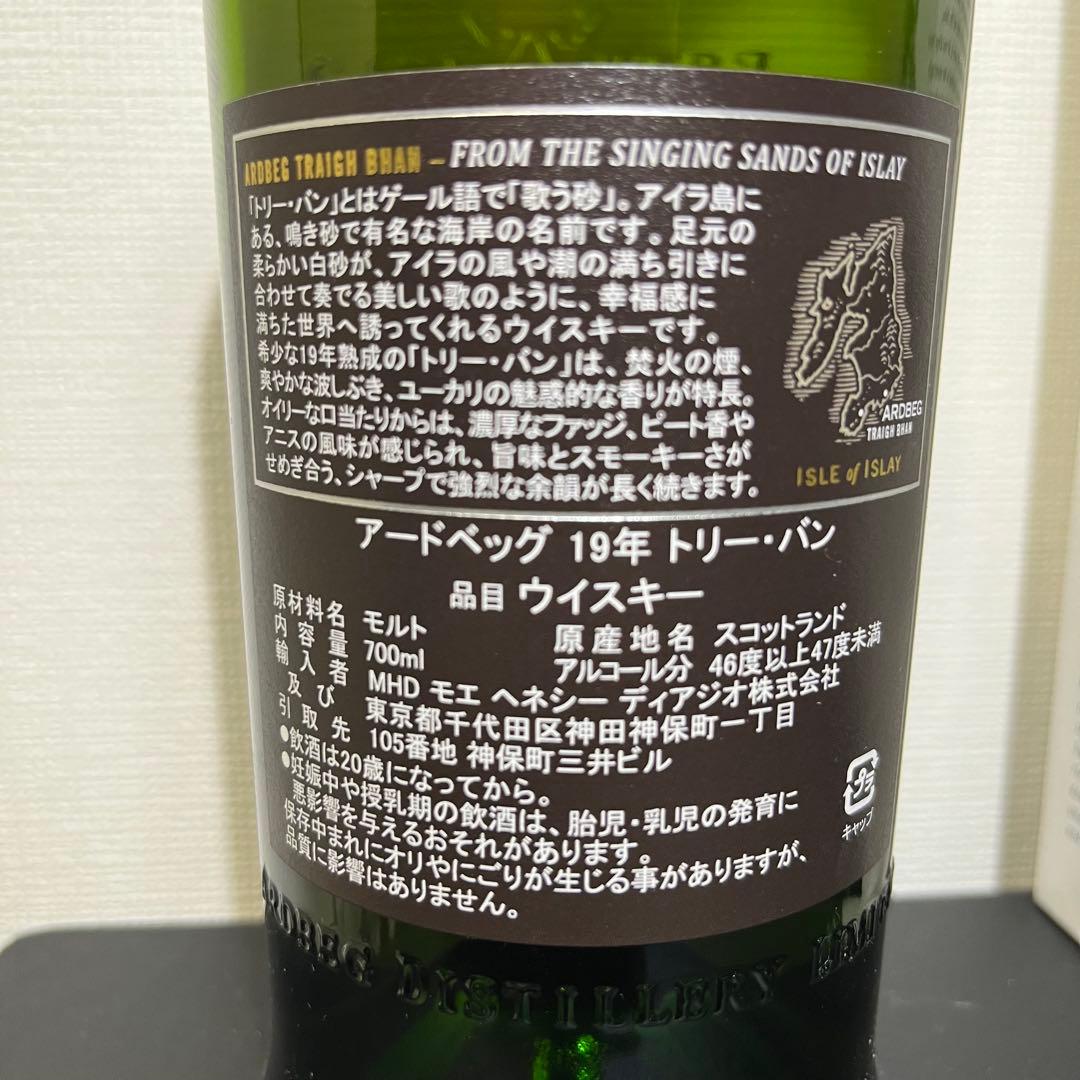 ARDBEG TRAIGH BHAN – FROM THE SINGING SANDS OF ISLAY
「トリー・バン」とはゲール語で「歌う砂」。アイラ島に
ある、鳴き砂で有名な海岸の名前です。足元の
柔らかい白砂が、アイラの風や潮の満ち引きに
合わせて奏でる美しい歌のように、幸福感に
満ちた世界へ誘ってくれるウイスキーです。
希少な19年熟成の「トリー・バン」は、焚火の煙、
爽やかな波しぶき、ユーカリの魅惑的な香りが特長。
オイリーな口当たりからは、濃厚なファッジ、ピート香や
アニスの風味が感じられ、旨味とスモーキーさが
せめぎ合う、シャープで強烈な余韻が長く続きます。
ARDBEG
TRAIGH BHAN
ISLE of ISLAY
アードベッグ 19年 トリー・バン
品目 ウイスキー
原材料名 モルト 原産地名 スコットランド
内容量 700ml アルコール分 46度以上47度未満
輸入者 MHD モエ ヘネシー ディアジオ株式会社
及び 東京都千代田区神田神保町一丁目
引取先 105番地 神保町三井ビル
●飲酒は20歳になってから。
●妊娠中や授乳期の飲酒は、胎児・乳児の発育に
悪影響を与えるおそれがあります。
保存中まれにオリやにごりが生じる事がありますが、
品質に影響はありません。
プラ
キャップ
ARDBEG DISTILLERY LIMITED